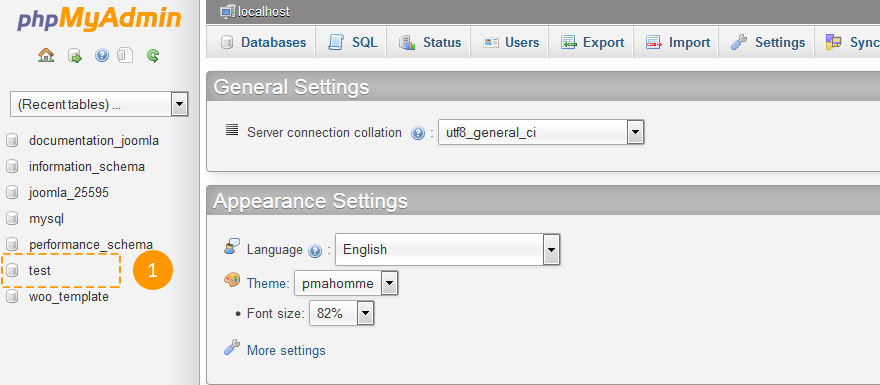 phpMyAdmin
(Recent tables) ...
documentation_joomla
information_schema
joomla_25595
mysql
performance_schema
test
1
woo_template
localhost
Databases SQL Status Users Export Import Settings Sync
General Settings
Server connection collation : utf8_general_ci
Appearance Settings
Language : English
Theme: pmahomme
• Font size: 82%
More settings